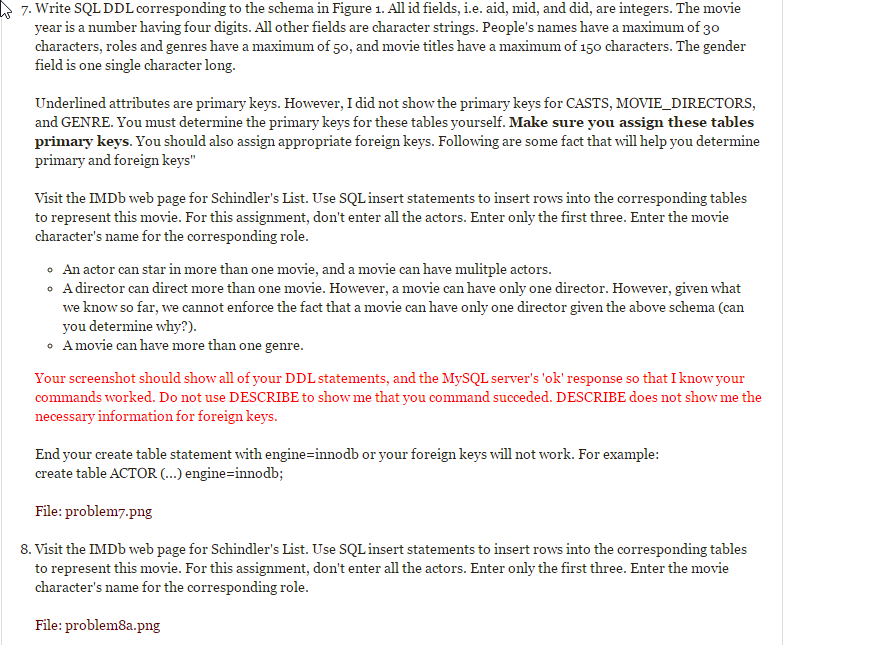 7. Write SQL DDL corresponding to the schema in Figure 1. All id fields, i.e. aid, mid, and did, are integers. The movie
year is a number having four digits. All other fields are character strings. People's names have a maximum of 30
characters, roles and genres have a maximum of 50, and movie titles have a maximum of 150 characters. The gender
field is one single character long.
Underlined attributes are primary keys. However, I did not show the primary keys for CASTS, MOVIE_DIRECTORS,
and GENRE. You must determine the primary keys for these tables yourself. Make sure you assign these tables
primary keys. You should also assign appropriate foreign keys. Following are some fact that will help you determine
primary and foreign keys"
Visit the IMDb web page for Schindler's List. Use SQL insert statements to insert rows into the corresponding tables
to represent this movie. For this assignment, don't enter all the actors. Enter only the first three. Enter the movie
character's name for the corresponding role.
◦ An actor can star in more than one movie, and a movie can have mulitple actors.
◦ A director can direct more than one movie. However, a movie can have only one director. However, given what
we know so far, we cannot enforce the fact that a movie can have only one director given the above schema (can
you determine why?).
◦ A movie can have more than one genre.
Your screenshot should show all of your DDL statements, and the MySQL server's 'ok' response so that I know your
commands worked. Do not use DESCRIBE to show me that you command succeded. DESCRIBE does not show me the
necessary information for foreign keys.
End your create table statement with engine=innodb or your foreign keys will not work. For example:
create table ACTOR (...) engine=innodb;
File: problem7.png
8. Visit the IMDb web page for Schindler's List. Use SQL insert statements to insert rows into the corresponding tables
to represent this movie. For this assignment, don't enter all the actors. Enter only the first three. Enter the movie
character's name for the corresponding role.
File: problem8a.png